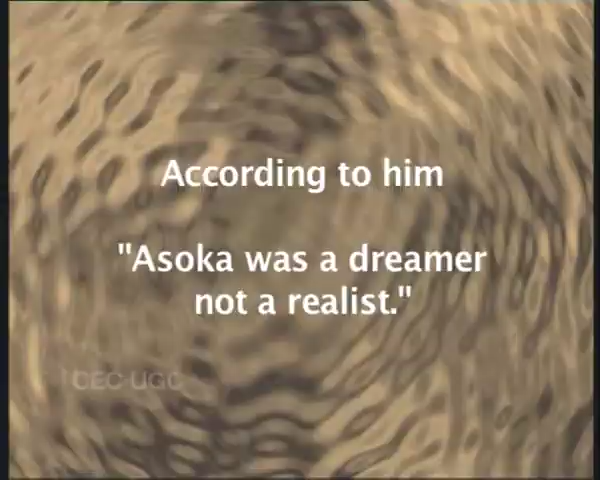 According to him
"Asoka was a dreamer
not a realist."
CEC-UGC